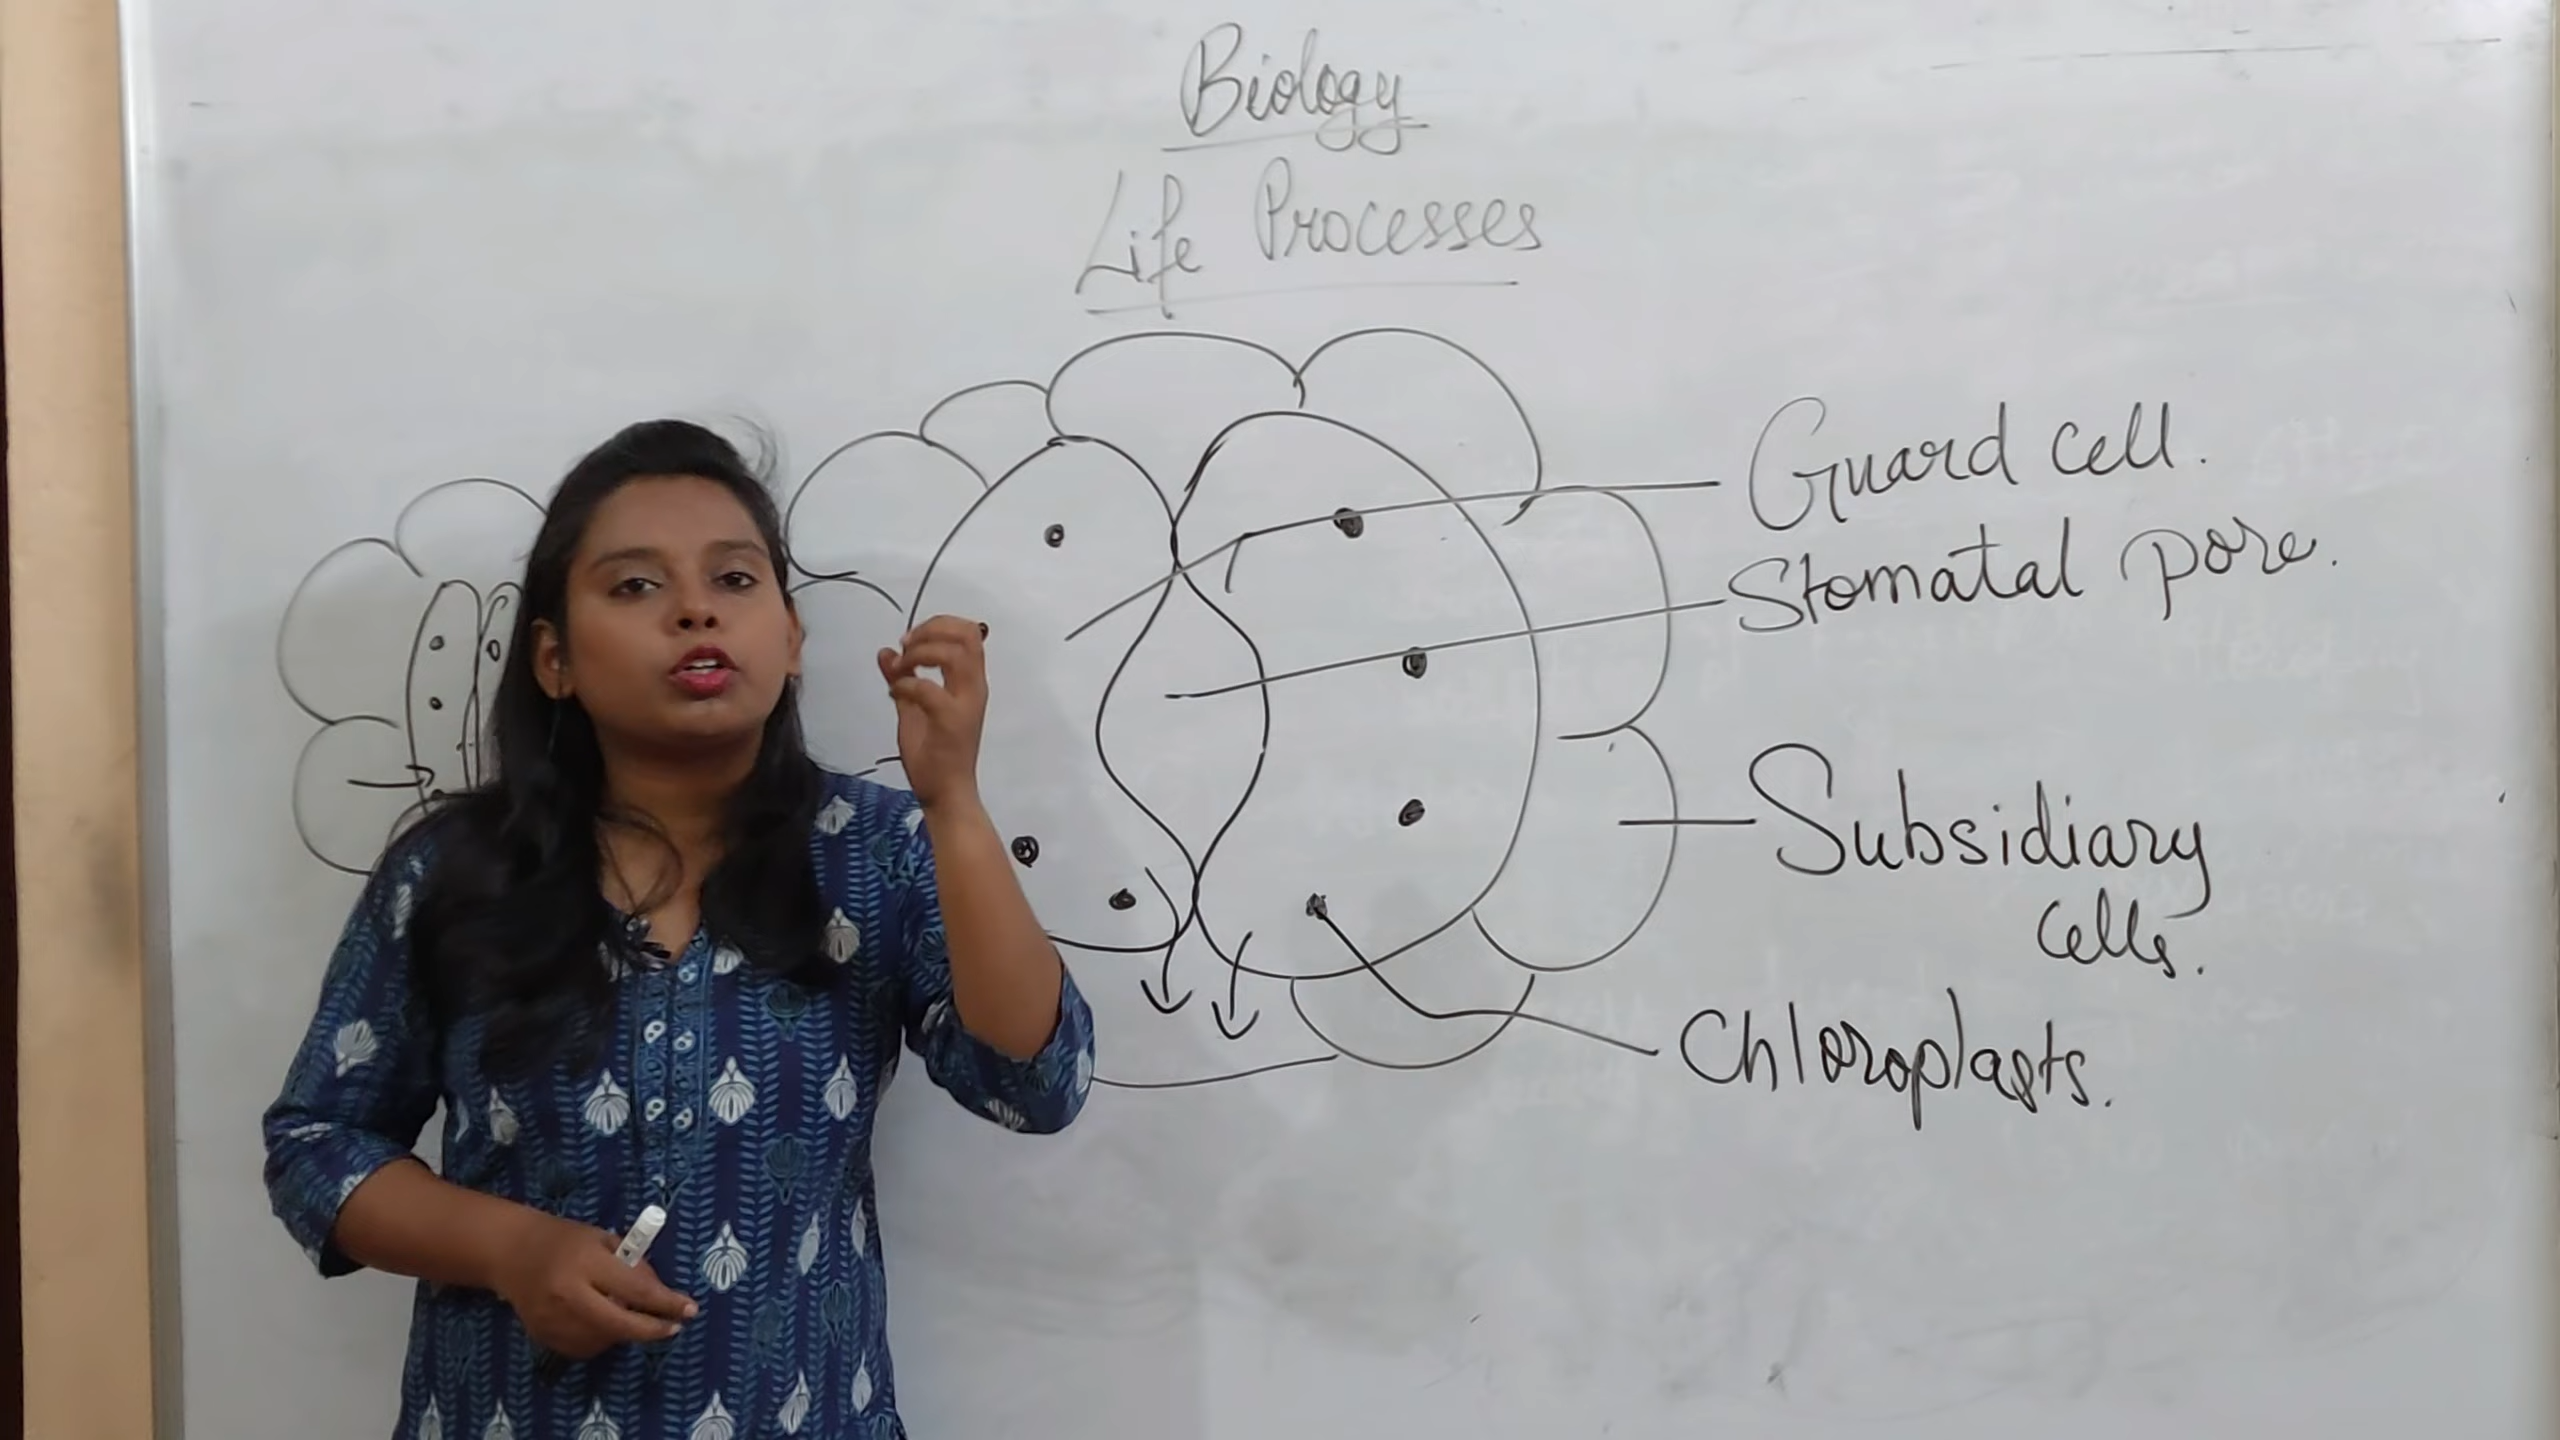 Biology
Life Processes
Guard cell.
Stomatal pore.
Subsidiary
cells.
Chloroplasts.